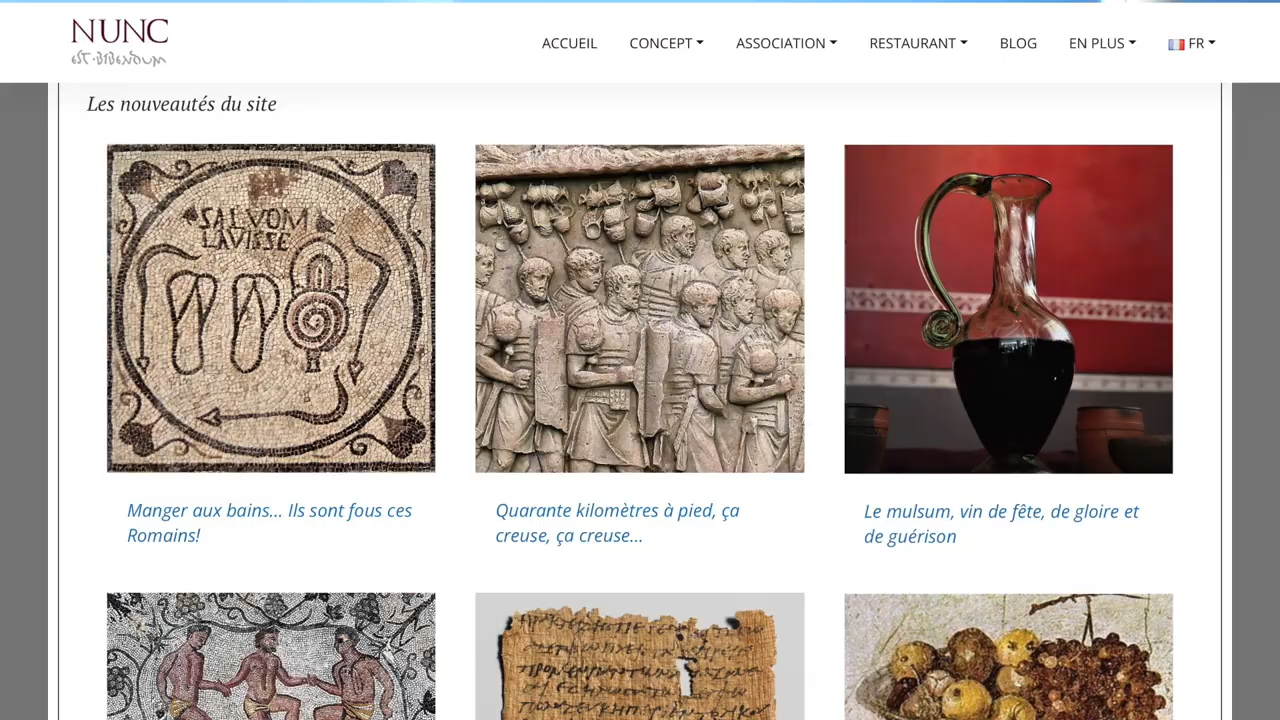 NUNC
EST·BIBENDUM
ACCUEIL CONCEPT ASSOCIATION RESTAURANT BLOG EN PLUS FR
Les nouveautés du site
SALVOM
LAVISSE
Manger aux bains... Ils sont fous ces
Romains!
Quarante kilomètres à pied, ça
creuse, ça creuse...
Le mulsum, vin de fête, de gloire et
de guérison